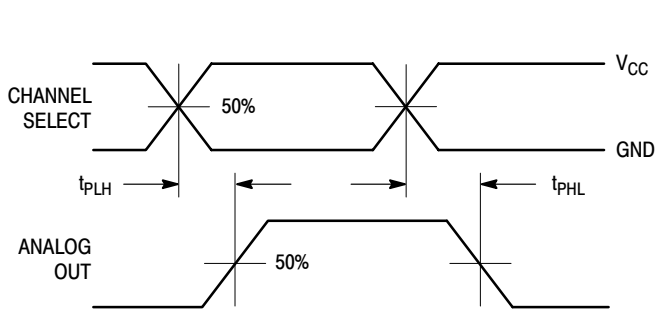 V_CC
CHANNEL
SELECT
50%
GND
t_PLH
t_PHL
ANALOG
OUT
50%